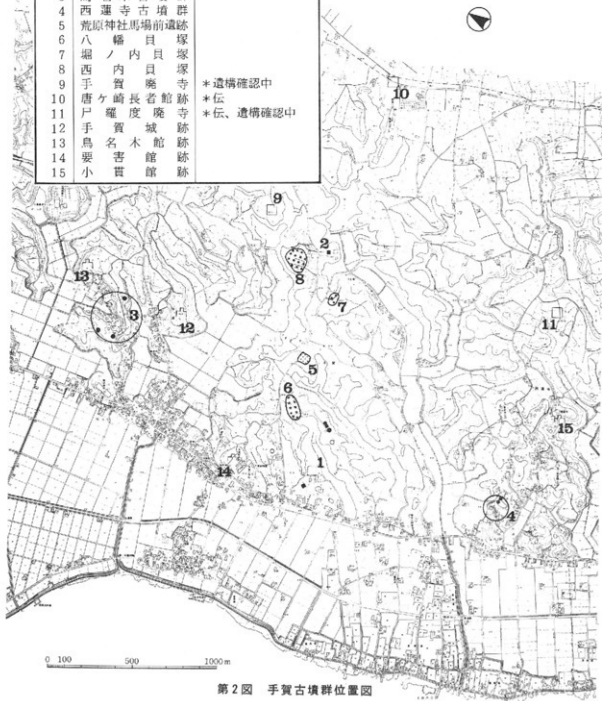 4 西蓮寺古墳群
5 荒原神社馬場前遺跡
6 八幡貝塚
7 堀ノ内貝塚
8 西内貝塚
9 手賀廃寺 *遺構確認中
10 唐ケ崎長者館跡 *伝
11 尸羅度廃寺 *伝、遺構確認中
12 手賀城跡
13 鳥名木館跡
14 要害館跡
15 小貫館跡
10
9
2
8
13
7
3
12
11
5
6
15
14
1
4
0 100 500 1000m
第2図 手賀古墳群位置図